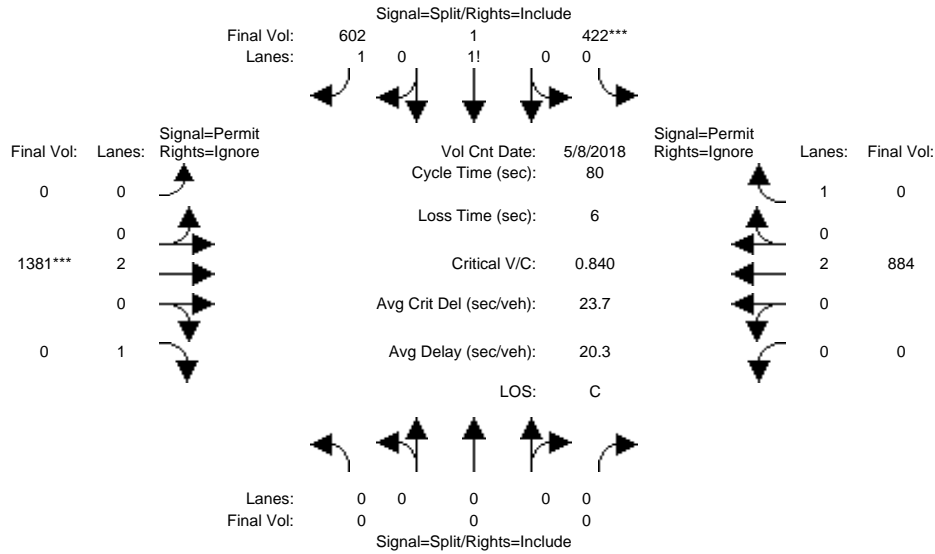 Signal=Split/Rights=Include
Final Vol: 602 1 422***
Lanes: 1 0 1! 0 0
Signal=Permit Signal=Permit
Final Vol: Lanes: Rights=Ignore Vol Cnt Date: 5/8/2018 Rights=Ignore Lanes: Final Vol:
Cycle Time (sec): 80
0 0 1 0
Loss Time (sec): 6
0 0
1381*** 2 Critical V/C: 0.840 2 884
0 Avg Crit Del (sec/veh): 23.7 0
0 1 Avg Delay (sec/veh): 20.3 0 0
LOS: C
Lanes: 0 0 0 0 0
Final Vol: 0 0 0
Signal=Split/Rights=Include